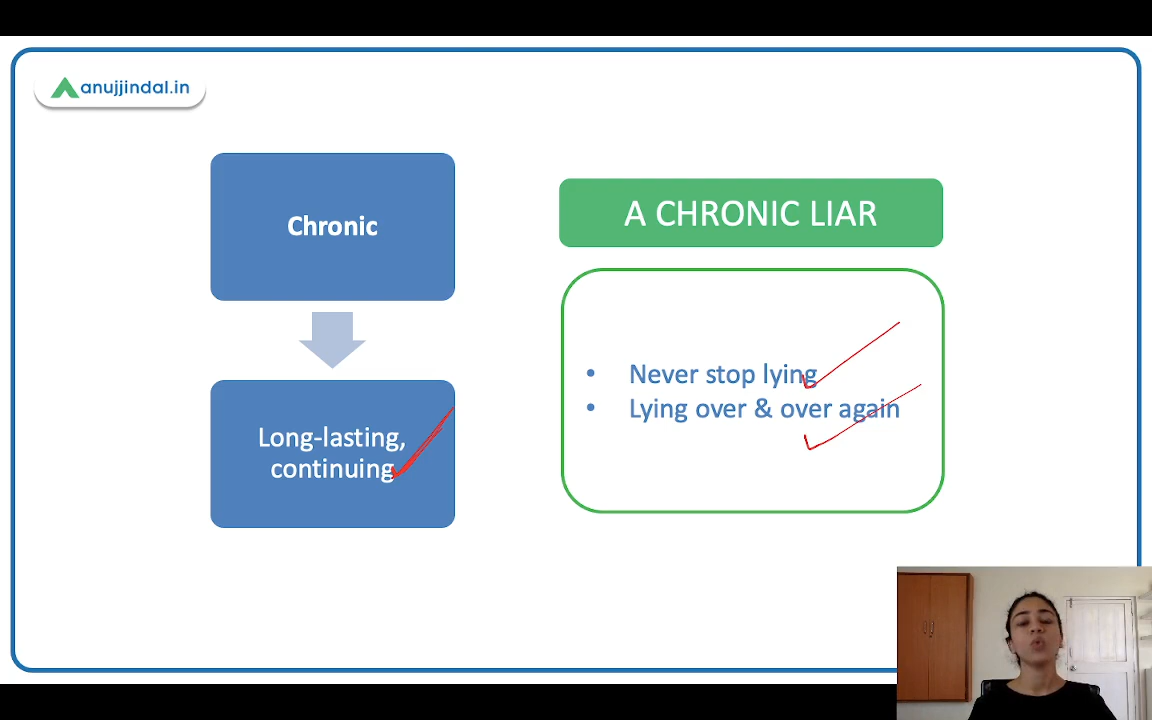 anujjindal.in
Chronic
Long-lasting,
continuing
A CHRONIC LIAR
• Never stop lying
• Lying over & over again